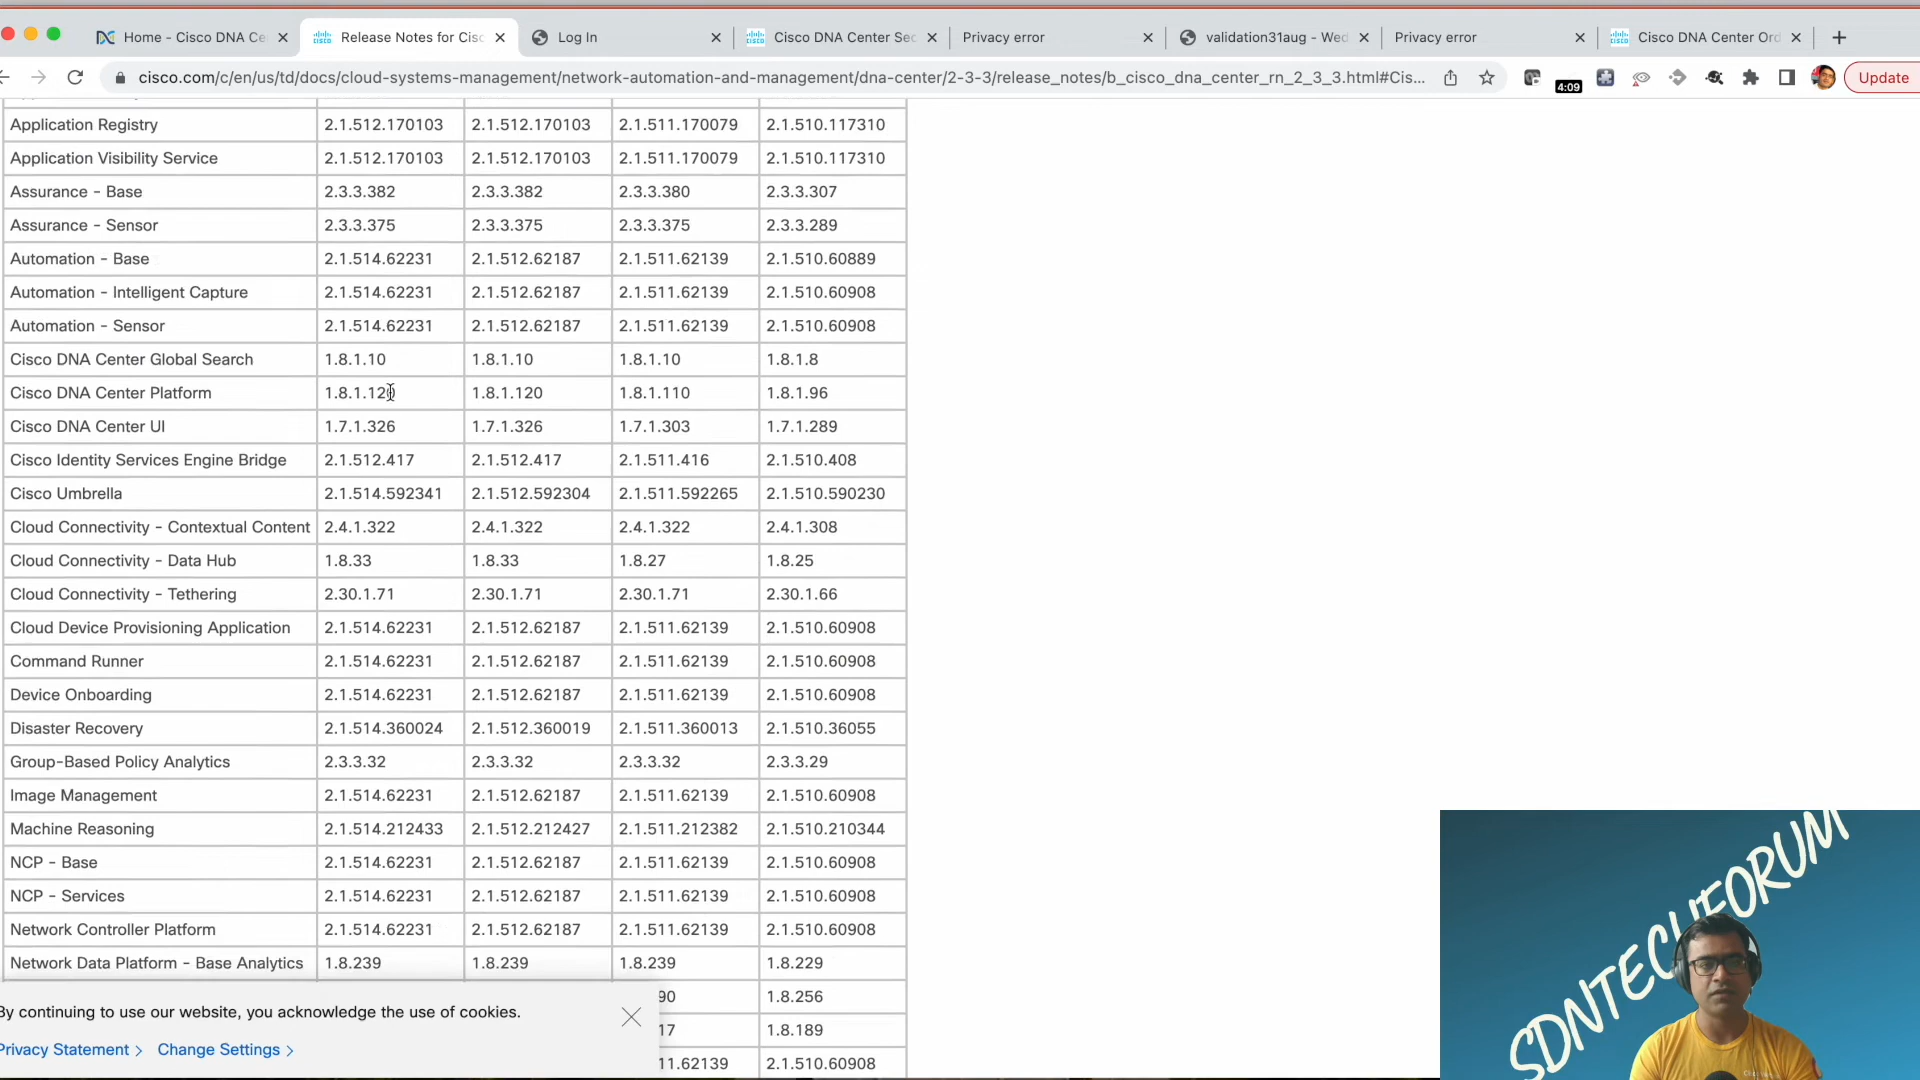 Home - Cisco DNA Ce
Release Notes for Cisc
Log In
Cisco DNA Center Sec
Privacy error
validation31aug - Wed
Privacy error
Cisco DNA Center Ord
cisco.com/c/en/us/td/docs/cloud-systems-management/network-automation-and-management/dna-center/2-3-3/release_notes/b_cisco_dna_center_rn_2_3_3.html#Cis...
4:09
Update
Application Registry 2.1.512.170103 2.1.512.170103 2.1.511.170079 2.1.510.117310
Application Visibility Service 2.1.512.170103 2.1.512.170103 2.1.511.170079 2.1.510.117310
Assurance - Base 2.3.3.382 2.3.3.382 2.3.3.380 2.3.3.307
Assurance - Sensor 2.3.3.375 2.3.3.375 2.3.3.375 2.3.3.289
Automation - Base 2.1.514.62231 2.1.512.62187 2.1.511.62139 2.1.510.60889
Automation - Intelligent Capture 2.1.514.62231 2.1.512.62187 2.1.511.62139 2.1.510.60908
Automation - Sensor 2.1.514.62231 2.1.512.62187 2.1.511.62139 2.1.510.60908
Cisco DNA Center Global Search 1.8.1.10 1.8.1.10 1.8.1.10 1.8.1.8
Cisco DNA Center Platform 1.8.1.120 1.8.1.120 1.8.1.110 1.8.1.96
Cisco DNA Center UI 1.7.1.326 1.7.1.326 1.7.1.303 1.7.1.289
Cisco Identity Services Engine Bridge 2.1.512.417 2.1.512.417 2.1.511.416 2.1.510.408
Cisco Umbrella 2.1.514.592341 2.1.512.592304 2.1.511.592265 2.1.510.590230
Cloud Connectivity - Contextual Content 2.4.1.322 2.4.1.322 2.4.1.322 2.4.1.308
Cloud Connectivity - Data Hub 1.8.33 1.8.33 1.8.27 1.8.25
Cloud Connectivity - Tethering 2.30.1.71 2.30.1.71 2.30.1.71 2.30.1.66
Cloud Device Provisioning Application 2.1.514.62231 2.1.512.62187 2.1.511.62139 2.1.510.60908
Command Runner 2.1.514.62231 2.1.512.62187 2.1.511.62139 2.1.510.60908
Device Onboarding 2.1.514.62231 2.1.512.62187 2.1.511.62139 2.1.510.60908
Disaster Recovery 2.1.514.360024 2.1.512.360019 2.1.511.360013 2.1.510.36055
Group-Based Policy Analytics 2.3.3.32 2.3.3.32 2.3.3.32 2.3.3.29
Image Management 2.1.514.62231 2.1.512.62187 2.1.511.62139 2.1.510.60908
Machine Reasoning 2.1.514.212433 2.1.512.212427 2.1.511.212382 2.1.510.210344
NCP - Base 2.1.514.62231 2.1.512.62187 2.1.511.62139 2.1.510.60908
NCP - Services 2.1.514.62231 2.1.512.62187 2.1.511.62139 2.1.510.60908
Network Controller Platform 2.1.514.62231 2.1.512.62187 2.1.511.62139 2.1.510.60908
Network Data Platform - Base Analytics 1.8.239 1.8.239 1.8.239 1.8.229
90 1.8.256
17 1.8.189
11.62139 2.1.510.60908
By continuing to use our website, you acknowledge the use of cookies.
Privacy Statement > Change Settings >
SDNTECHFORUM